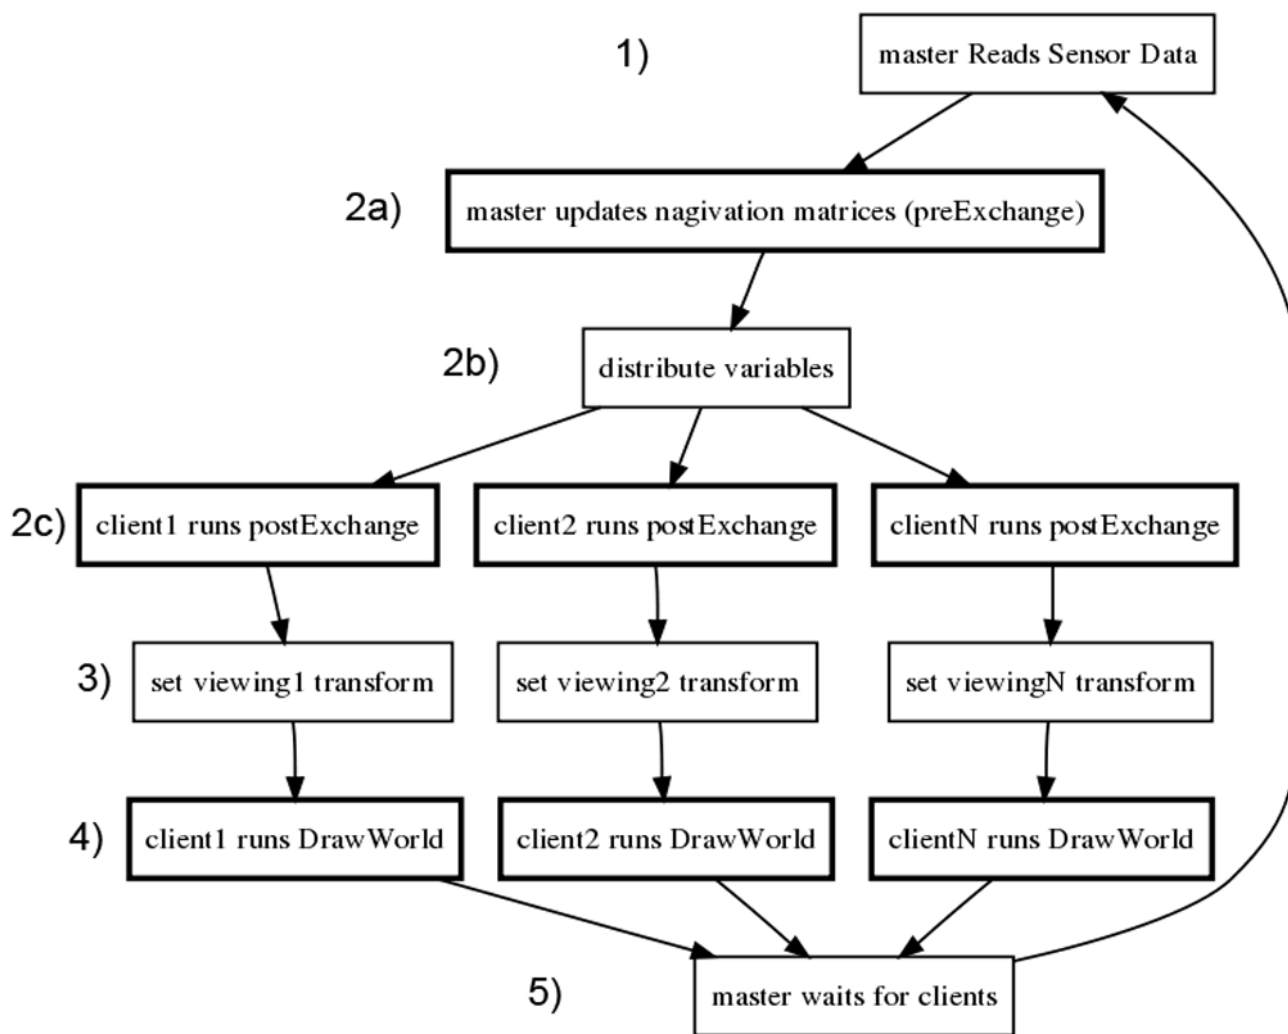 1)
master Reads Sensor Data
2a)
master updates nagivation matrices (preExchange)
2b)
distribute variables
2c)
client1 runs postExchange
client2 runs postExchange
clientN runs postExchange
3)
set viewing1 transform
set viewing2 transform
set viewingN transform
4)
client1 runs DrawWorld
client2 runs DrawWorld
clientN runs DrawWorld
5)
master waits for clients